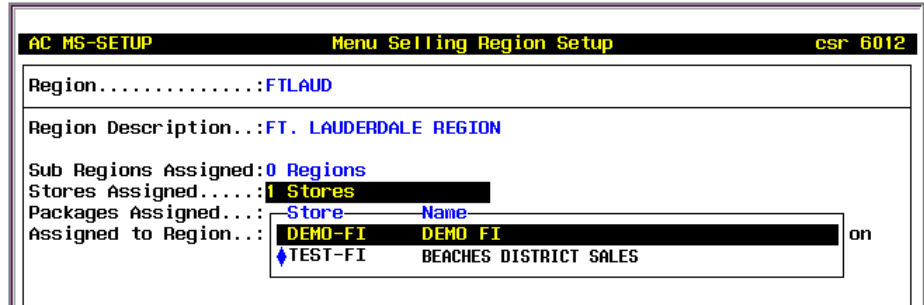 AC MS-SETUP Menu Selling Region Setup csr 6012
Region..............:FTLAUD
Region Description..:FT. LAUDERDALE REGION
Sub Regions Assigned:0 Regions
Stores Assigned.....:1 Stores
Packages Assigned...:
Store Name
Assigned to Region..: on
DEMO-FI DEMO FI
TEST-FI BEACHES DISTRICT SALES